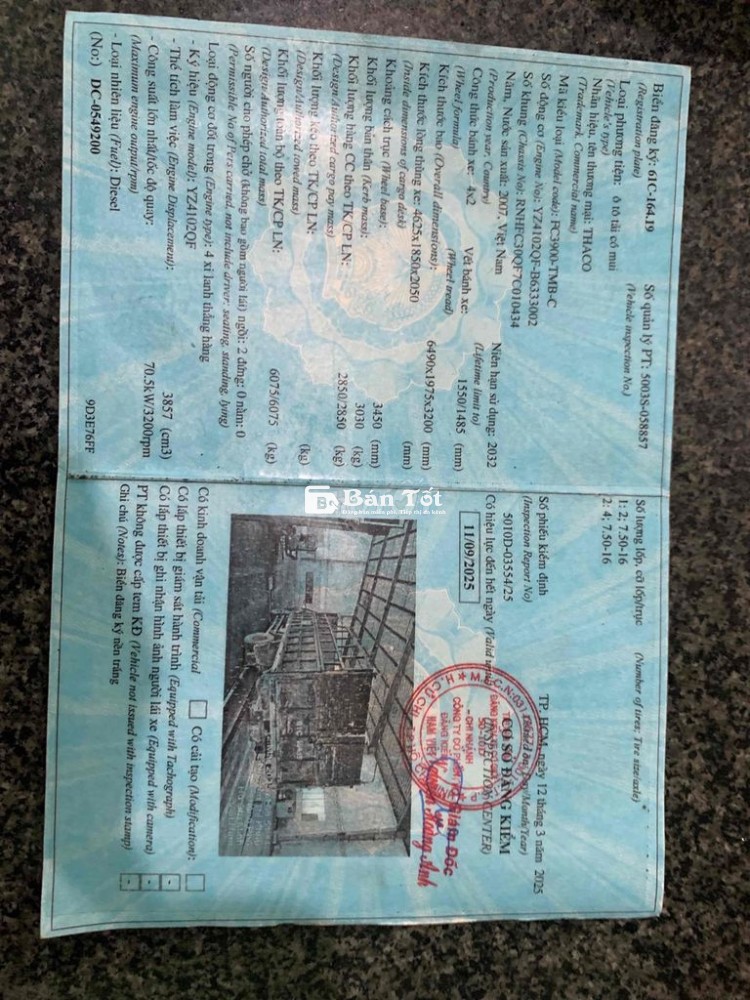 Biển đăng ký: 61C-164.19
(Registration plate)
Số quản lý PT: 5003S-058857
(Vehicle inspection No.)
Loại phương tiện: ô tô tải có mui
(Vehicle's type)
Nhãn hiệu, tên thương mại: THACO
(Trademark, Commercial name)
Mã kiểu loại (Model code): FC3900-TMB-C
Số động cơ (Engine No): YZ4102QF-B6333002
Số khung (Chassis No): RNHFC30QF7C010434
Năm, Nước sản xuất: 2007, Việt Nam
(Production year, Country)
Niên hạn sử dụng: 2032
(Lifetime limit to)
Công thức bánh xe: 4x2
(Wheel formula)
Vết bánh xe: 1550/1485 (mm)
(Wheel tread)
Kích thước bao (Overall dimensions): 6490x1975x3200 (mm)
Kích thước lòng thùng xe: 4625x1850x2050
(Inside dimensions of cargo desk) (mm)
Khoảng cách trục (Wheel base): 3450 (mm)
Khối lượng bản thân (Kerb mass): 3030 (kg)
Khối lượng hàng CC theo TK/CP LN: 2850/2850 (kg)
(Design/Authorized cargo pay mass)
Khối lượng kéo theo TK/CP LN: (kg)
(Design/Authorized towed mass)
Khối lượng toàn bộ theo TK/CP LN: 6075/6075 (kg)
(Design/Authorized total mass)
Số người cho phép chở (không bao gồm người lái) ngồi: 2 đứng: 0 nằm: 0
(Permissible No of Pers carried, not include driver: seating, standing, lying)
Loại động cơ đốt trong (Engine type): 4 xi lanh thẳng hàng
- Ký hiệu (Engine model): YZ4102QF
- Thể tích làm việc (Engine Displacement): 3857 (cm3)
- Công suất lớn nhất/tốc độ quay: 70.5kW/3200rpm
(Maximum engine output/rpm)
- Loại nhiên liệu (Fuel): Diesel
(No:) DC-0549200
9D3E76FF
Số lượng lốp, cỡ lốp/trục (Number of tires; Tire size/axle)
1: 2; 7.50-16
2: 4; 7.50-16
Số phiếu kiểm định
(Inspection Report No)
5010D-03554/25
Có hiệu lực đến hết ngày (Valid until)
11/09/2025
TP. HCM, ngày 12 tháng 3 năm 2025
CƠ SỞ ĐĂNG KIỂM
(INSPECTION CENTER)
CHI NHÁNH
Bán Tốt
Có kinh doanh vận tải (Commercial
Có cải tạo (Modification):
Có lắp thiết bị giám sát hành trình (Equipped with Tachograph)
Có lắp thiết bị ghi nhận hình ảnh người lái xe (Equipped with camera)
PT không được cấp tem KĐ (Vehicle not issued with inspection stamp)
Ghi chú (Notes): Biển đăng ký nền trắng